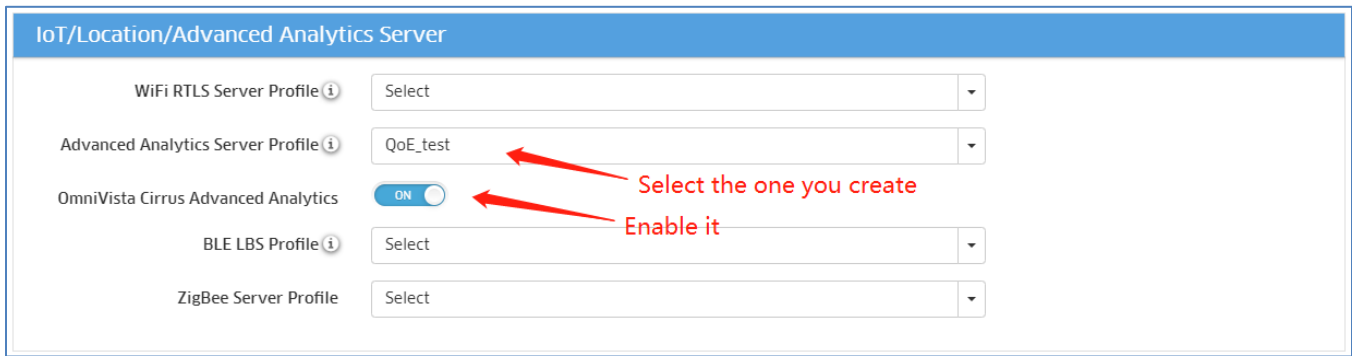 IoT/Location/Advanced Analytics Server
WiFi RTLS Server Profile i Select
Advanced Analytics Server Profile i QoE_test
Select the one you create
OmniVista Cirrus Advanced Analytics ON
Enable it
BLE LBS Profile i Select
ZigBee Server Profile Select